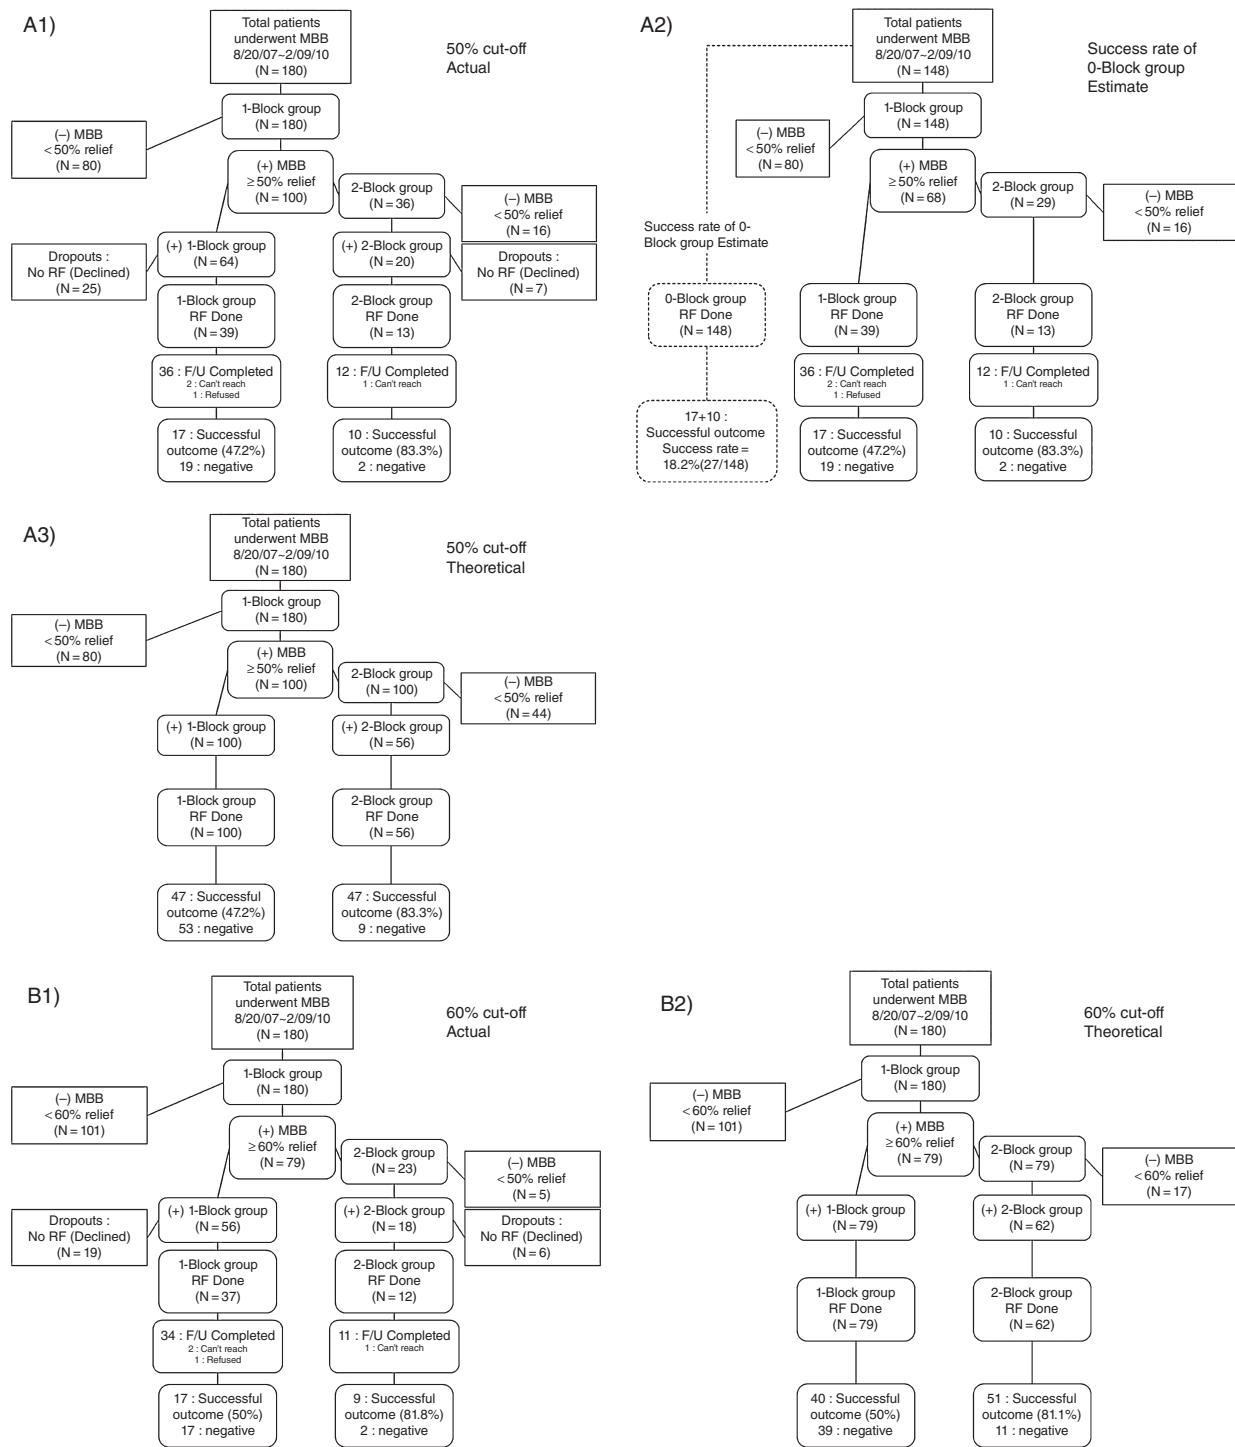 A1)
Total patients
underwent MBB
8/20/07~2/09/10
(N = 180)
50% cut-off
Actual
1-Block group
(N = 180)
(–) MBB
< 50% relief
(N = 80)
(+) MBB
≥ 50% relief
(N = 100)
2-Block group
(N = 36)
(–) MBB
< 50% relief
(N = 16)
(+) 1-Block group
(N = 64)
(+) 2-Block group
(N = 20)
Dropouts :
No RF (Declined)
(N = 25)
Dropouts :
No RF (Declined)
(N = 7)
1-Block group
RF Done
(N = 39)
2-Block group
RF Done
(N = 13)
36 : F/U Completed
2 : Can't reach
1 : Refused
12 : F/U Completed
1 : Can't reach
17 : Successful
outcome (47.2%)
19 : negative
10 : Successful
outcome (83.3%)
2 : negative
A2)
Total patients
underwent MBB
8/20/07~2/09/10
(N = 148)
Success rate of
0-Block group
Estimate
1-Block group
(N = 148)
(–) MBB
< 50% relief
(N = 80)
(+) MBB
≥ 50% relief
(N = 68)
2-Block group
(N = 29)
(–) MBB
< 50% relief
(N = 16)
Success rate of 0-
Block group Estimate
0-Block group
RF Done
(N = 148)
1-Block group
RF Done
(N = 39)
2-Block group
RF Done
(N = 13)
36 : F/U Completed
2 : Can't reach
1 : Refused
12 : F/U Completed
1 : Can't reach
17+10 :
Successful outcome
Success rate =
18.2%(27/148)
17 : Successful
outcome (47.2%)
19 : negative
10 : Successful
outcome (83.3%)
2 : negative
A3)
Total patients
underwent MBB
8/20/07~2/09/10
(N = 180)
50% cut-off
Theoretical
1-Block group
(N = 180)
(–) MBB
< 50% relief
(N = 80)
(+) MBB
≥ 50% relief
(N = 100)
2-Block group
(N = 100)
(–) MBB
< 50% relief
(N = 44)
(+) 1-Block group
(N = 100)
(+) 2-Block group
(N = 56)
1-Block group
RF Done
(N = 100)
2-Block group
RF Done
(N = 56)
47 : Successful
outcome (47.2%)
53 : negative
47 : Successful
outcome (83.3%)
9 : negative
B1)
Total patients
underwent MBB
8/20/07~2/09/10
(N = 180)
60% cut-off
Actual
1-Block group
(N = 180)
(–) MBB
< 60% relief
(N = 101)
(+) MBB
≥ 60% relief
(N = 79)
2-Block group
(N = 23)
(–) MBB
< 50% relief
(N = 5)
(+) 1-Block group
(N = 56)
(+) 2-Block group
(N = 18)
Dropouts :
No RF (Declined)
(N = 19)
Dropouts :
No RF (Declined)
(N = 6)
1-Block group
RF Done
(N = 37)
2-Block group
RF Done
(N = 12)
34 : F/U Completed
2 : Can't reach
1 : Refused
11 : F/U Completed
1 : Can't reach
17 : Successful
outcome (50%)
17 : negative
9 : Successful
outcome (81.8%)
2 : negative
B2)
Total patients
underwent MBB
8/20/07~2/09/10
(N = 180)
60% cut-off
Theoretical
1-Block group
(N = 180)
(–) MBB
< 60% relief
(N = 101)
(+) MBB
≥ 60% relief
(N = 79)
2-Block group
(N = 79)
(–) MBB
< 60% relief
(N = 17)
(+) 1-Block group
(N = 79)
(+) 2-Block group
(N = 62)
1-Block group
RF Done
(N = 79)
2-Block group
RF Done
(N = 62)
40 : Successful
outcome (50%)
39 : negative
51 : Successful
outcome (81.1%)
11 : negative